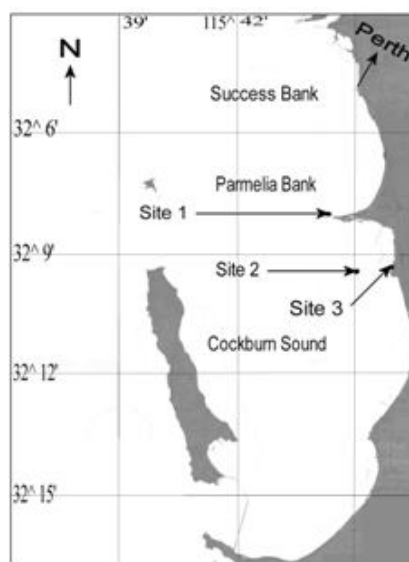 39' 115^ 42'
N
Perth
Success Bank
32^ 6'
Parmelia Bank
Site 1
32^ 9'
Site 2
Site 3
Cockburn Sound
32^ 12'
32^ 15'